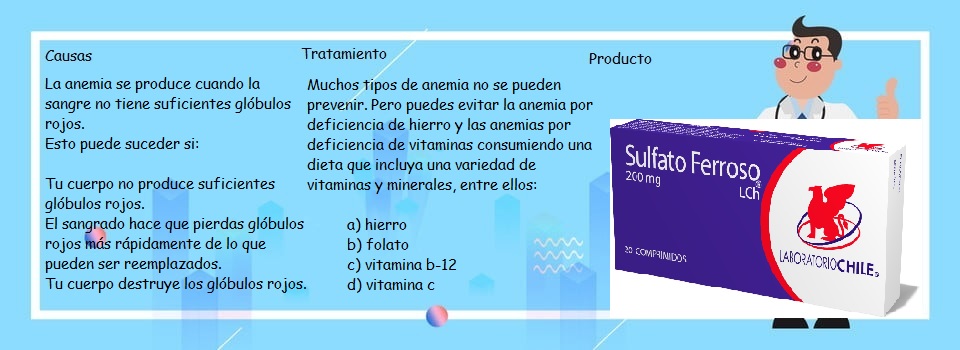 Causas
La anemia se produce cuando la
sangre no tiene suficientes glóbulos
rojos.
Esto puede suceder si:
Tu cuerpo no produce suficientes
glóbulos rojos.
El sangrado hace que pierdas glóbulos
rojos más rápidamente de lo que
pueden ser reemplazados.
Tu cuerpo destruye los glóbulos rojos.
Tratamiento
Muchos tipos de anemia no se pueden
prevenir. Pero puedes evitar la anemia por
deficiencia de hierro y las anemias por
deficiencia de vitaminas consumiendo una
dieta que incluya una variedad de
vitaminas y minerales, entre ellos:
a) hierro
b) folato
c) vitamina b-12
d) vitamina c
Producto
Sulfato Ferroso
200 mg
LCh
20 COMPRIMIDOS
LABORATORIOCHILE®